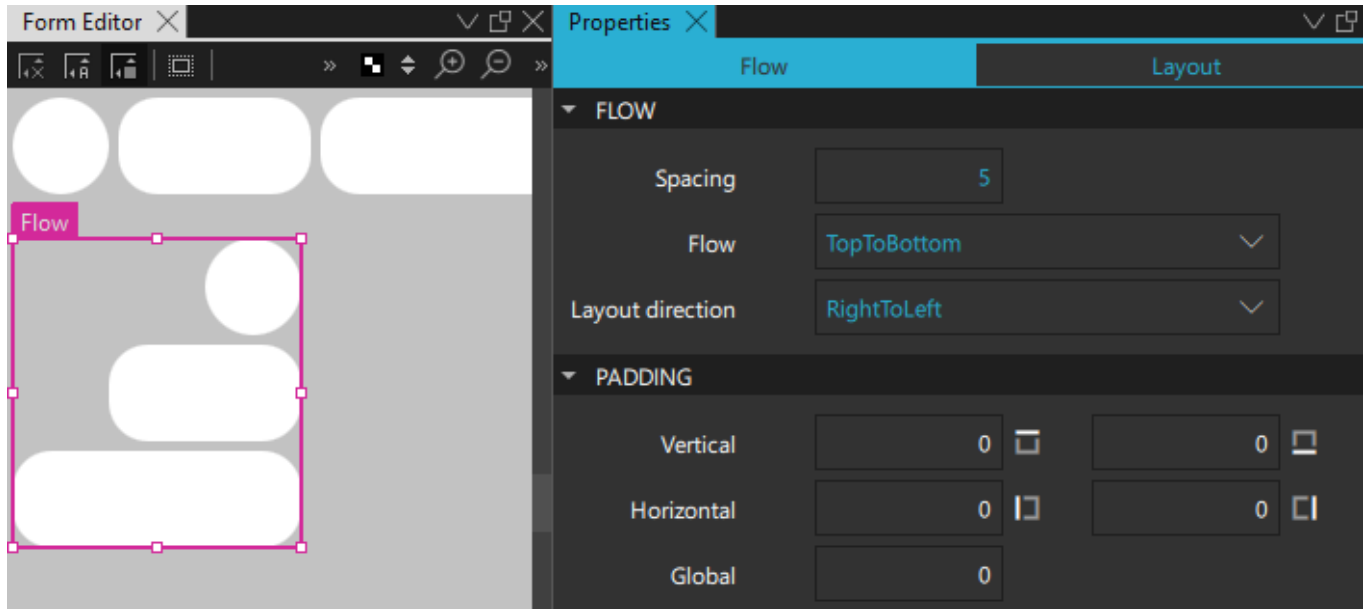 Form Editor
Properties
Flow
Layout
FLOW
Spacing 5
Flow
Flow TopToBottom
Layout direction RightToLeft
PADDING
Vertical 0 0
Horizontal 0 0
Global 0